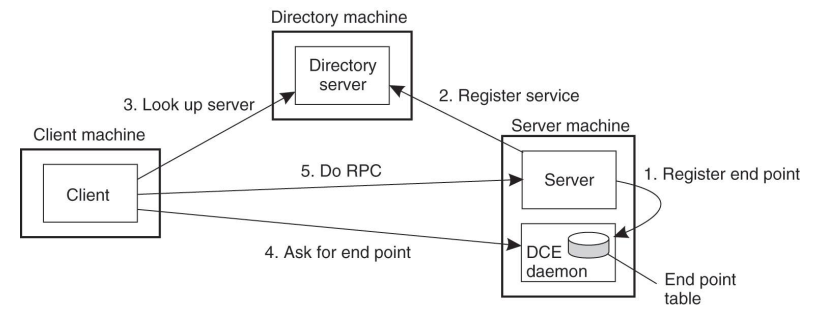 Directory machine
Directory
server
3. Look up server
2. Register service
Client machine
Server machine
5. Do RPC
1. Register end point
Client
Server
4. Ask for end point
DCE
daemon
End point
table